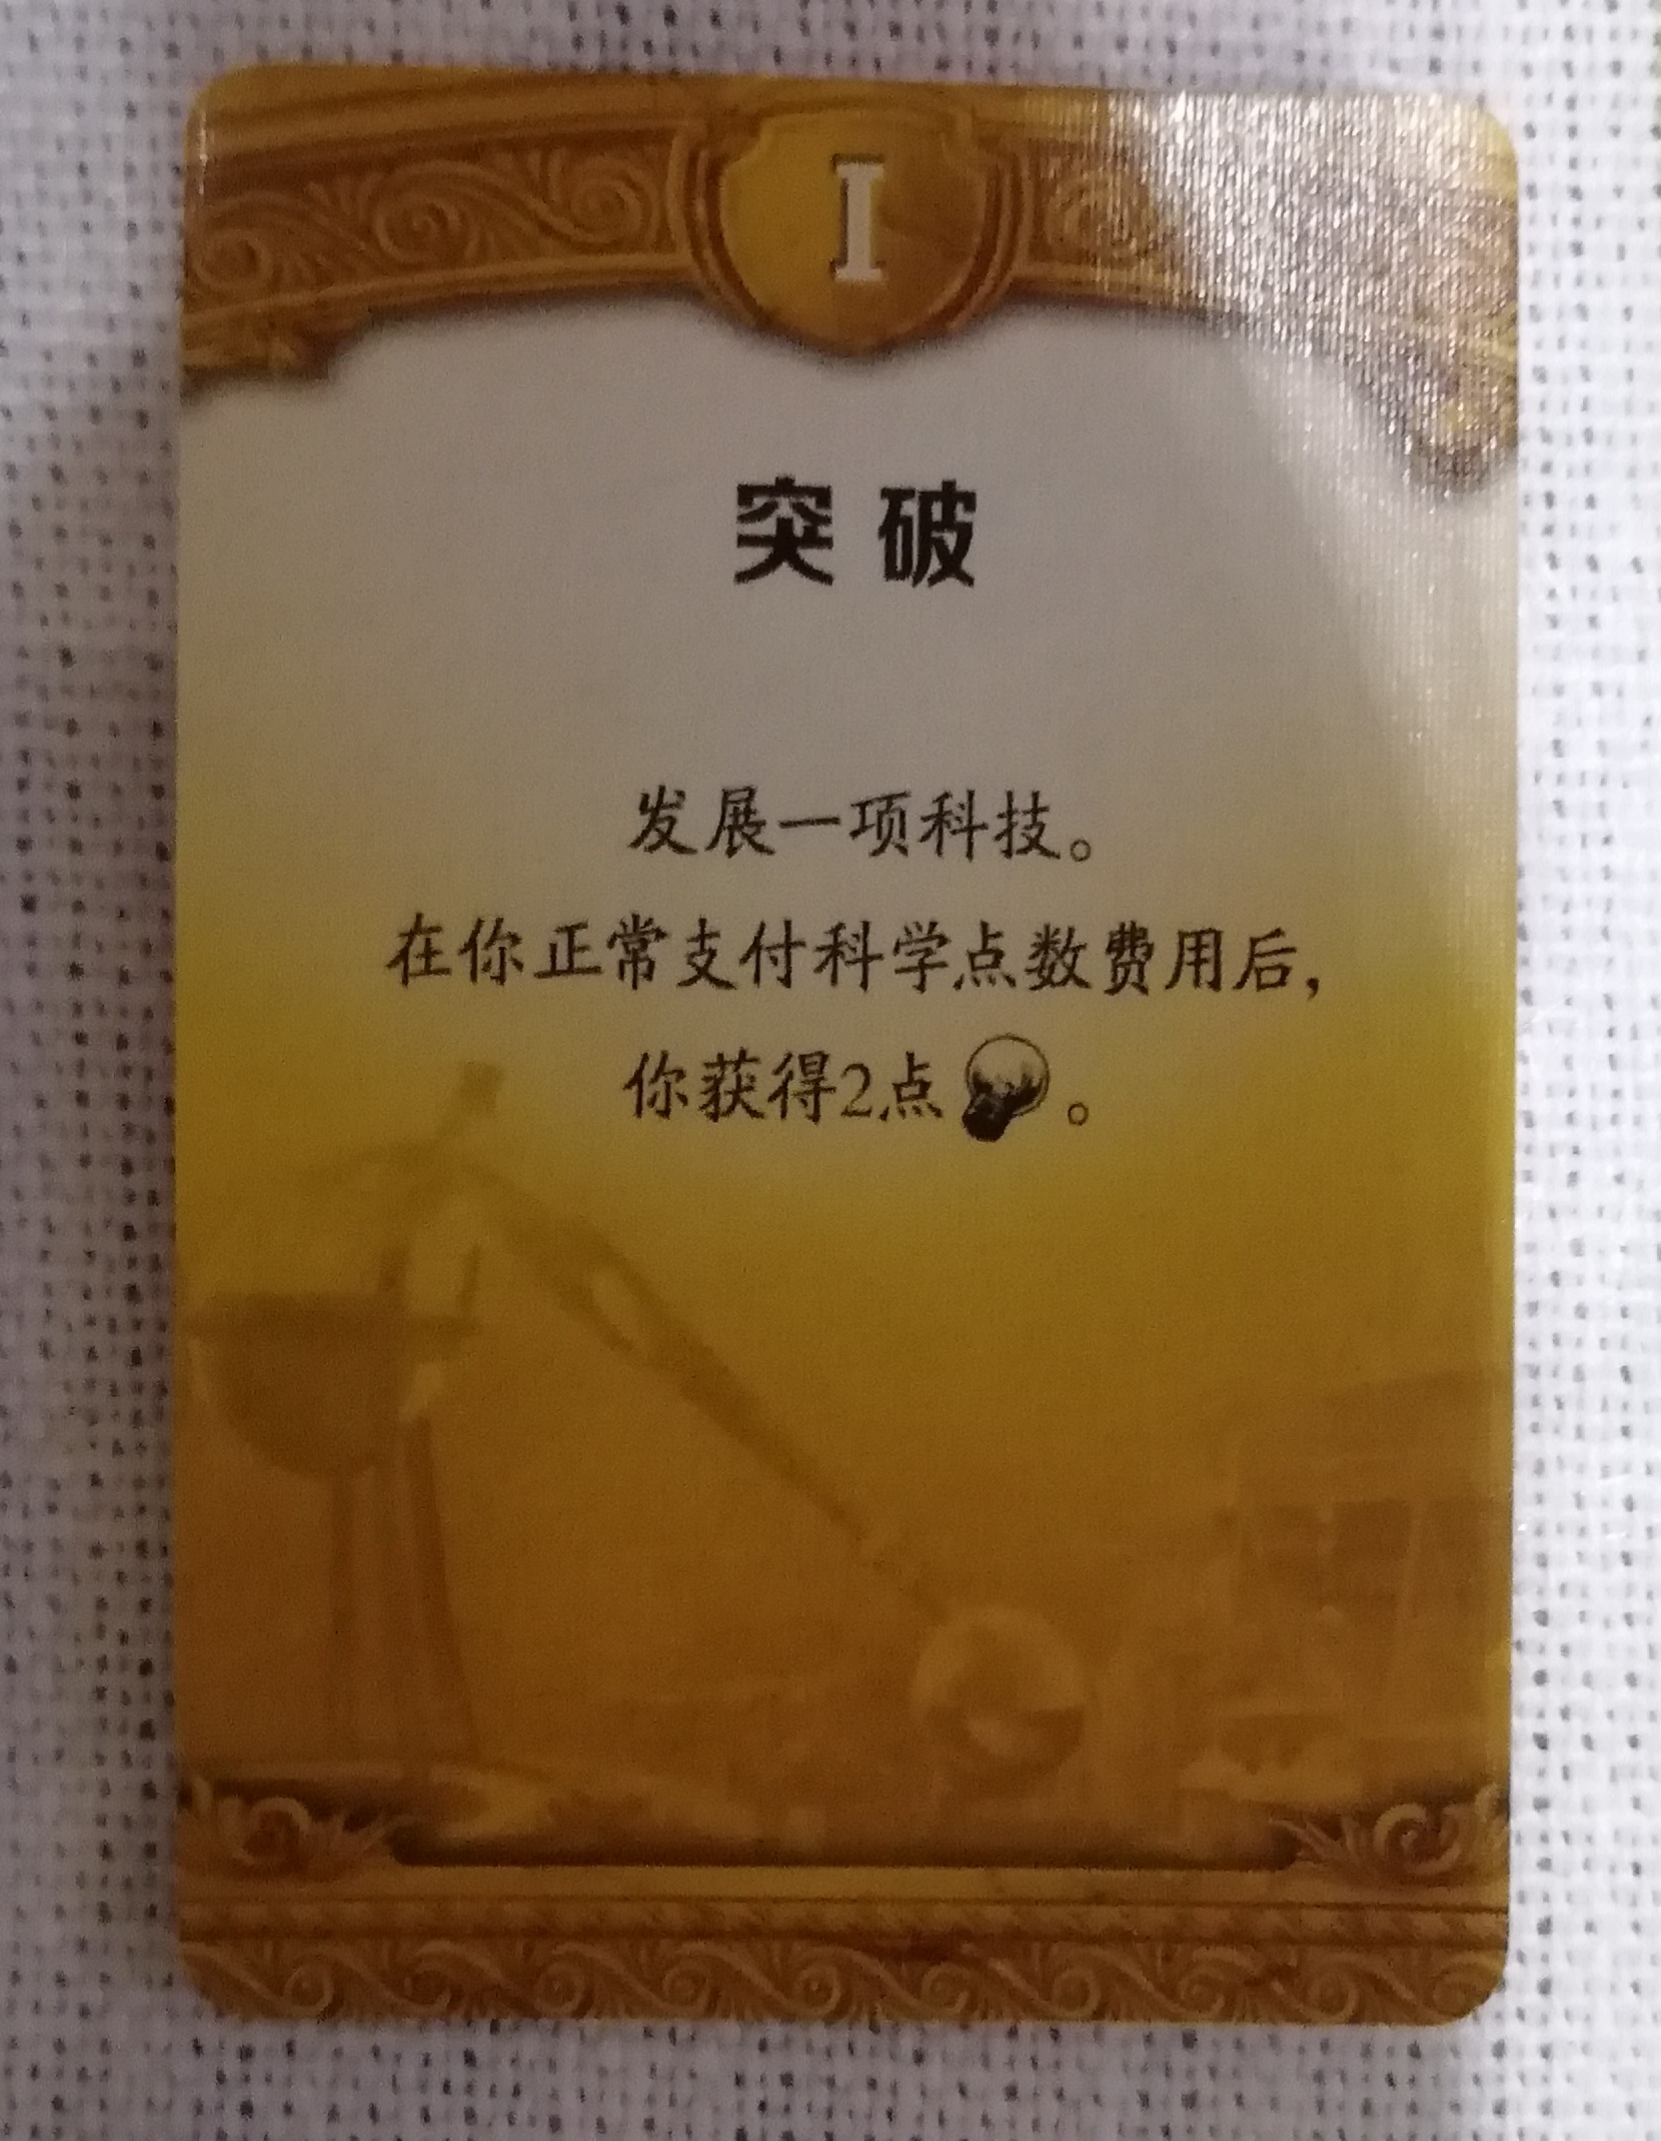 I
突破
发展一项科技。
在你正常支付科学点数费用后，
你获得2点。